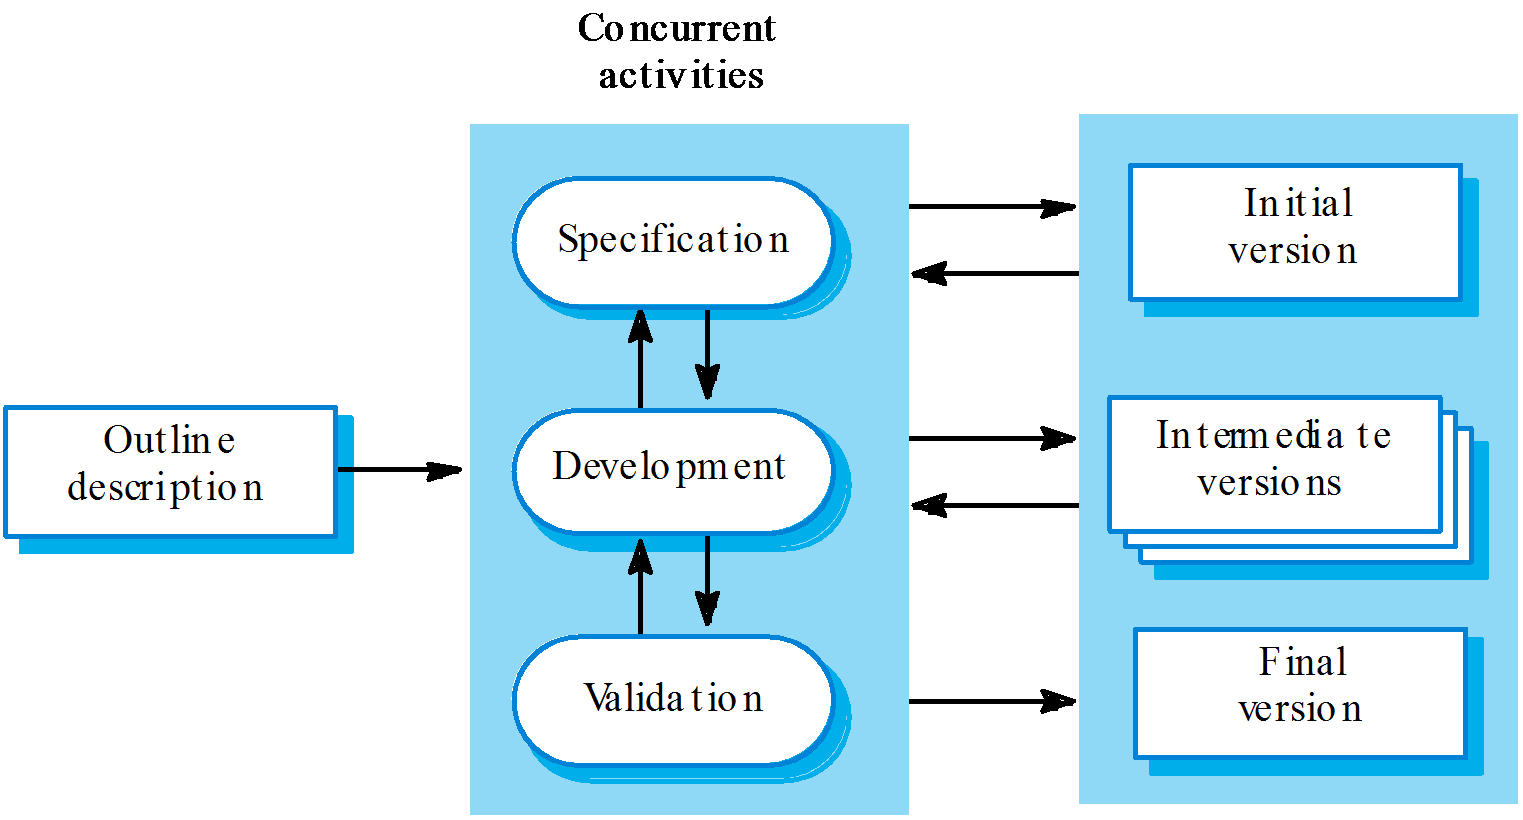 Concurrent
activities
Specification
Initial
version
Outline
description
Development
Intermediate
versions
Validation
Final
version